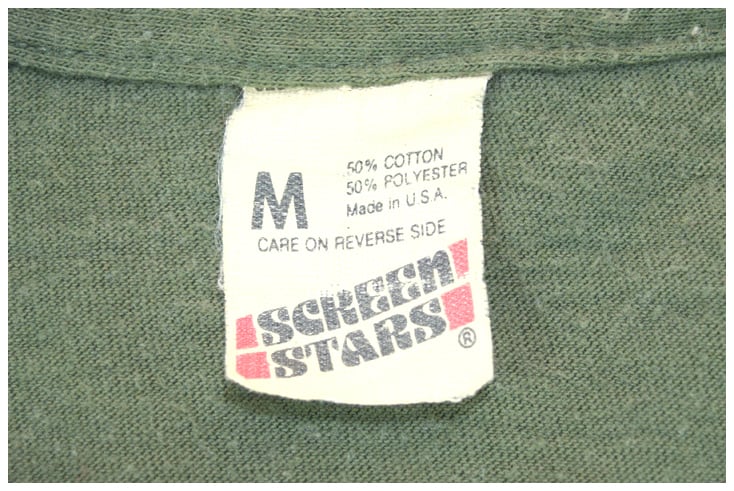 M
50% COTTON
50% POLYESTER
Made in U.S.A.
CARE ON REVERSE SIDE
SCREEN
STARS®